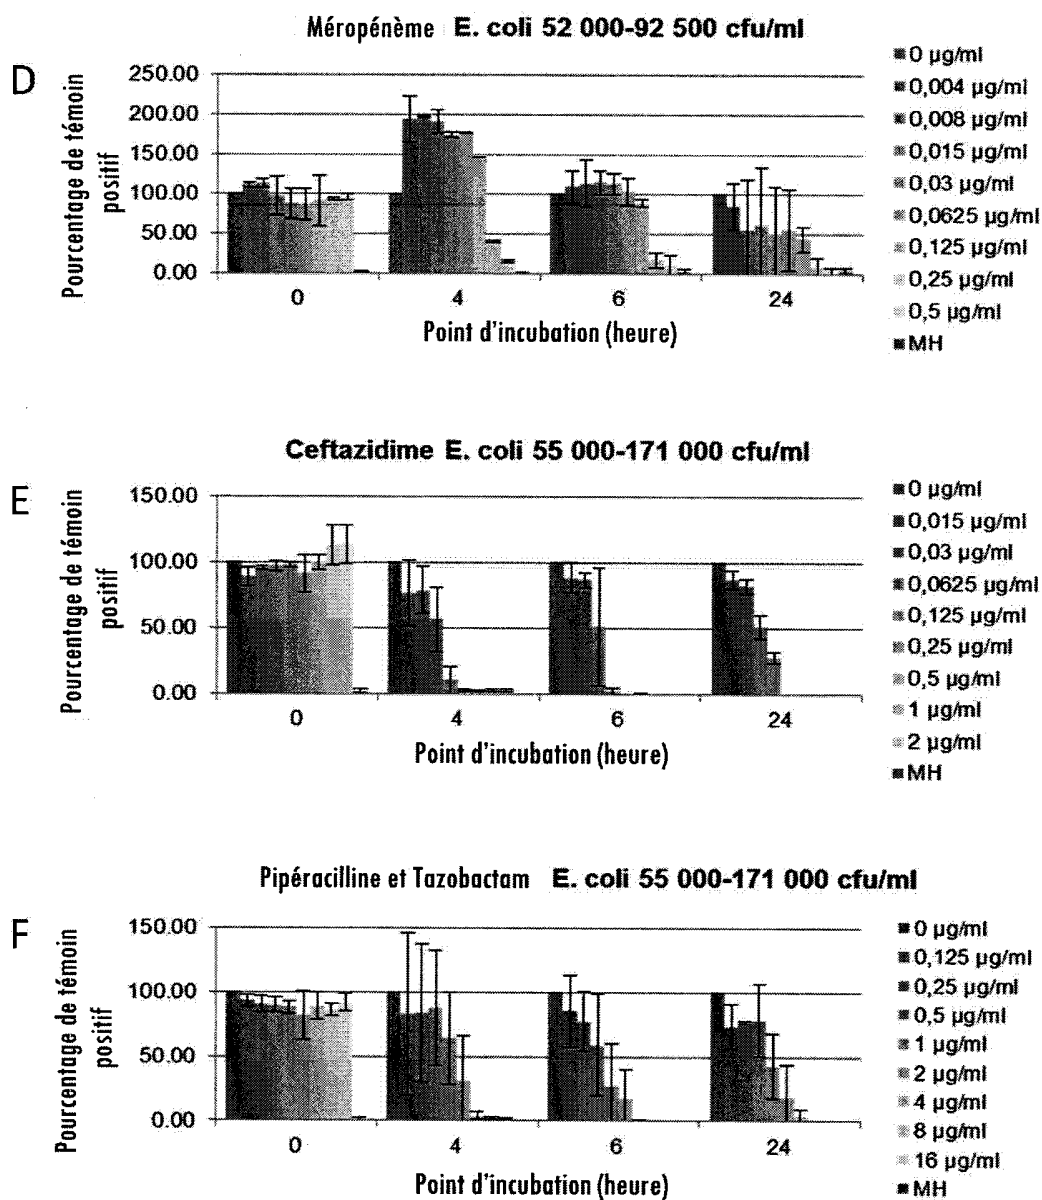 D
Méropénème E. coli 52 000-92 500 cfu/ml
Pourcentage de témoin
positif
250.00
200.00
150.00
100.00
50.00
0.00
0 4 6 24
Point d'incubation (heure)
0 µg/ml
0,004 µg/ml
0,008 µg/ml
0,015 µg/ml
0,03 µg/ml
0,0625 µg/ml
0,125 µg/ml
0,25 µg/ml
0,5 µg/ml
MH
E
Ceftazidime E. coli 55 000-171 000 cfu/ml
Pourcentage de témoin
positif
150.00
100.00
50.00
0.00
0 4 6 24
Point d'incubation (heure)
0 µg/ml
0,015 µg/ml
0,03 µg/ml
0,0625 µg/ml
0,125 µg/ml
0,25 µg/ml
0,5 µg/ml
1 µg/ml
2 µg/ml
MH
F
Pipéracilline et Tazobactam E. coli 55 000-171 000 cfu/ml
Pourcentage de témoin
positif
150.00
100.00
50.00
0.00
0 4 6 24
Point d'incubation (heure)
0 µg/ml
0,125 µg/ml
0,25 µg/ml
0,5 µg/ml
1 µg/ml
2 µg/ml
4 µg/ml
8 µg/ml
16 µg/ml
MH